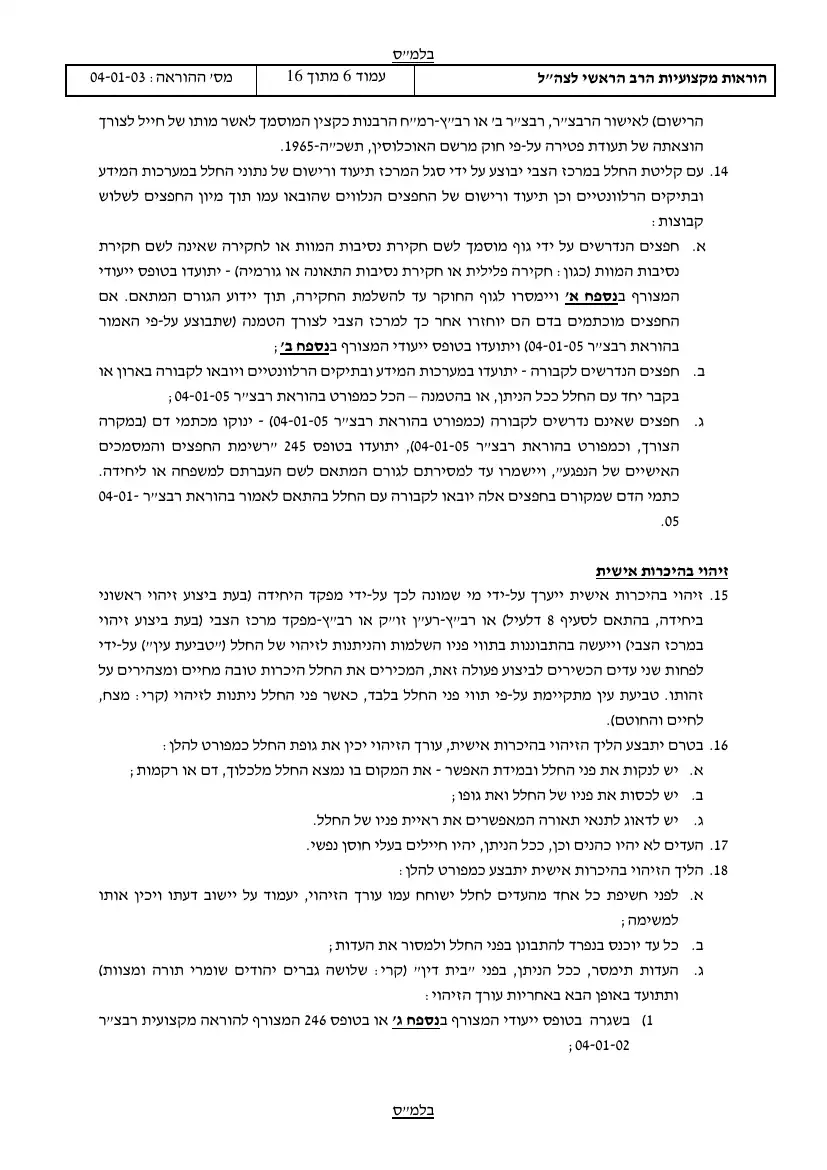 בלמ"ס
הוראות מקצועיות הרב הראשי לצה"ל
עמוד 6 מתוך 16
מס' ההוראה: 04-01-03
הרישום) לאישור הרבצ"ר, רבצ"ר ב' או רב"ץ-רמ"ח הרבנות כקצין המוסמך לאשר מותו של חייל לצורך
הוצאתה של תעודת פטירה על-פי חוק מרשם האוכלוסין, תשכ"ה-1965.
14. עם קליטת החלל במרכז הצבי יבוצע על ידי סגל המרכז תיעוד ורישום של נתוני החלל במערכות המידע
ובתיקים הרלוונטיים וכן תיעוד ורישום של החפצים הנלווים שהובאו עמו תוך מיון החפצים לשלוש
קבוצות:
א. חפצים הנדרשים על ידי גוף מוסמך לשם חקירת נסיבות המוות או לחקירה שאינה לשם חקירת
נסיבות המוות (כגון: חקירה פלילית או חקירת נסיבות התאונה או גורמיה) - יתועדו בטופס ייעודי
המצורף בנספח א' ויימסרו לגוף החוקר עד להשלמת החקירה, תוך יידוע הגורם המתאם. אם
החפצים מוכתמים בדם הם יוחזרו אחר כך למרכז הצבי לצורך הטמנה (שתבוצע על-פי האמור
בהוראת רבצ"ר 04-01-05) ויתועדו בטופס ייעודי המצורף בנספח ב';
ב. חפצים הנדרשים לקבורה - יתועדו במערכות המידע ובתיקים הרלוונטיים ויובאו לקבורה בארון או
בקבר יחד עם החלל ככל הניתן, או בהטמנה – הכל כמפורט בהוראת רבצ"ר 04-01-05;
ג. חפצים שאינם נדרשים לקבורה (כמפורט בהוראת רבצ"ר 04-01-05) - ינוקו מכתמי דם (במקרה
הצורך, וכמפורט בהוראת רבצ"ר 04-01-05), יתועדו בטופס 245 "רשימת החפצים והמסמכים
האישיים של הנפגע", ויישמרו עד למסירתם לגורם המתאם לשם העברתם למשפחה או ליחידה.
כתמי הדם שמקורם בחפצים אלה יובאו לקבורה עם החלל בהתאם לאמור בהוראת רבצ"ר 04-01-
05.
זיהוי בהיכרות אישית
15. זיהוי בהיכרות אישית ייערך על-ידי מי שמונה לכך על-ידי מפקד היחידה (בעת ביצוע זיהוי ראשוני
ביחידה, בהתאם לסעיף 8 דלעיל) או רב"ץ-רע"ן זו"ק או רב"ץ-מפקד מרכז הצבי (בעת ביצוע זיהוי
במרכז הצבי) וייעשה בהתבוננות בתווי פניו השלמות והניתנות לזיהוי של החלל ("טביעת עין") על-ידי
לפחות שני עדים הכשירים לביצוע פעולה זאת, המכירים את החלל היכרות טובה מחיים ומצהירים על
זהותו. טביעת עין מתקיימת על-פי תווי פני החלל בלבד, כאשר פני החלל ניתנות לזיהוי (קרי: מצח,
לחיים והחוטם).
16. בטרם יתבצע הליך הזיהוי בהיכרות אישית, עורך הזיהוי יכין את גופת החלל כמפורט להלן:
א. יש לנקות את פני החלל ובמידת האפשר - את המקום בו נמצא החלל מלכלוך, דם או רקמות;
ב. יש לכסות את פניו של החלל ואת גופו;
ג. יש לדאוג לתנאי תאורה המאפשרים את ראיית פניו של החלל.
17. העדים לא יהיו כהנים וכן, ככל הניתן, יהיו חיילים בעלי חוסן נפשי.
18. הליך הזיהוי בהיכרות אישית יתבצע כמפורט להלן:
א. לפני חשיפת כל אחד מהעדים לחלל ישוחח עמו עורך הזיהוי, יעמוד על יישוב דעתו ויכין אותו
למשימה;
ב. כל עד יוכנס בנפרד להתבונן בפני החלל ולמסור את העדות;
ג. העדות תימסר, ככל הניתן, בפני "בית דין" (קרי: שלושה גברים יהודים שומרי תורה ומצוות)
ותתועד באופן הבא באחריות עורך הזיהוי:
1) בשגרה בטופס ייעודי המצורף בנספח ג' או בטופס 246 המצורף להוראה מקצועית רבצ"ר
04-01-02;
בלמ"ס